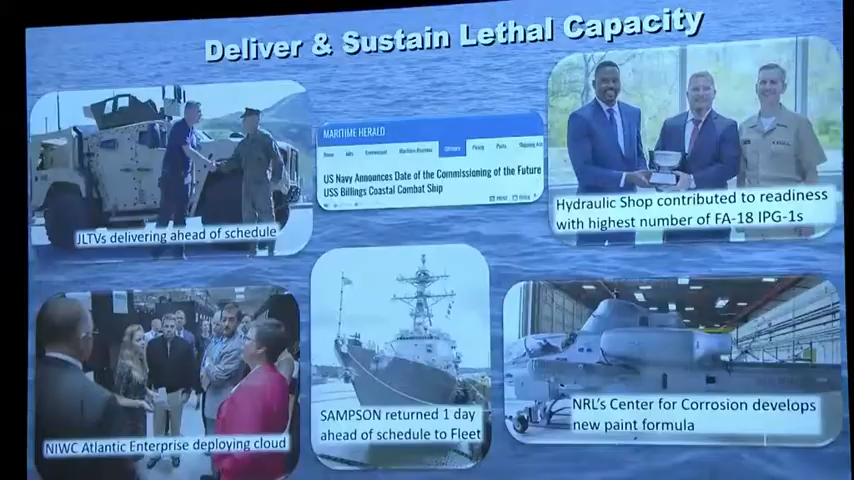 Deliver & Sustain Lethal Capacity
MARITIME HERALD
US Navy Announces Date of the Commissioning of the Future
USS Billings Coastal Combat Ship
JLTVs delivering ahead of schedule
Hydraulic Shop contributed to readiness
with highest number of FA-18 IPG-1s
NIWC Atlantic Enterprise deploying cloud
SAMPSON returned 1 day
ahead of schedule to Fleet
NRL's Center for Corrosion develops
new paint formula